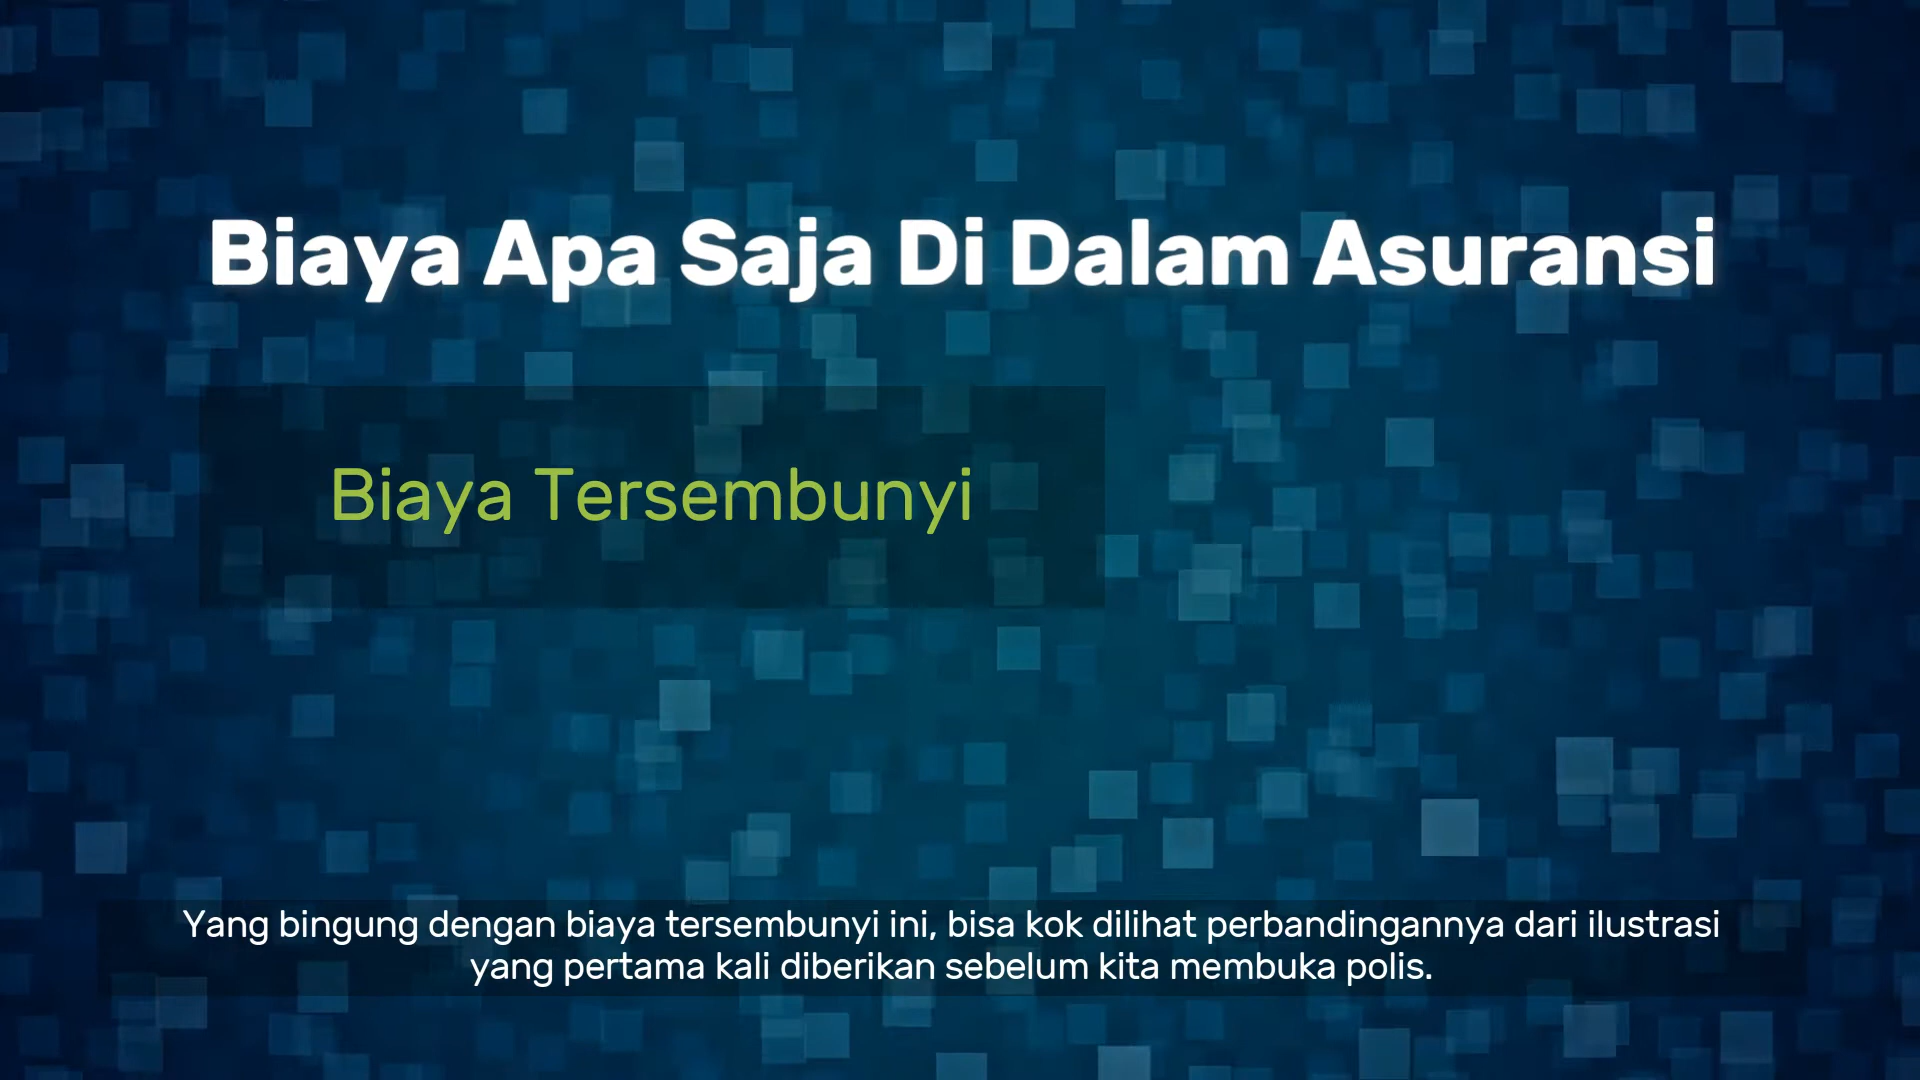 Biaya Apa Saja Di Dalam Asuransi
Biaya Tersembunyi
Yang bingung dengan biaya tersembunyi ini, bisa kok dilihat perbandingannya dari ilustrasi
yang pertama kali diberikan sebelum kita membuka polis.